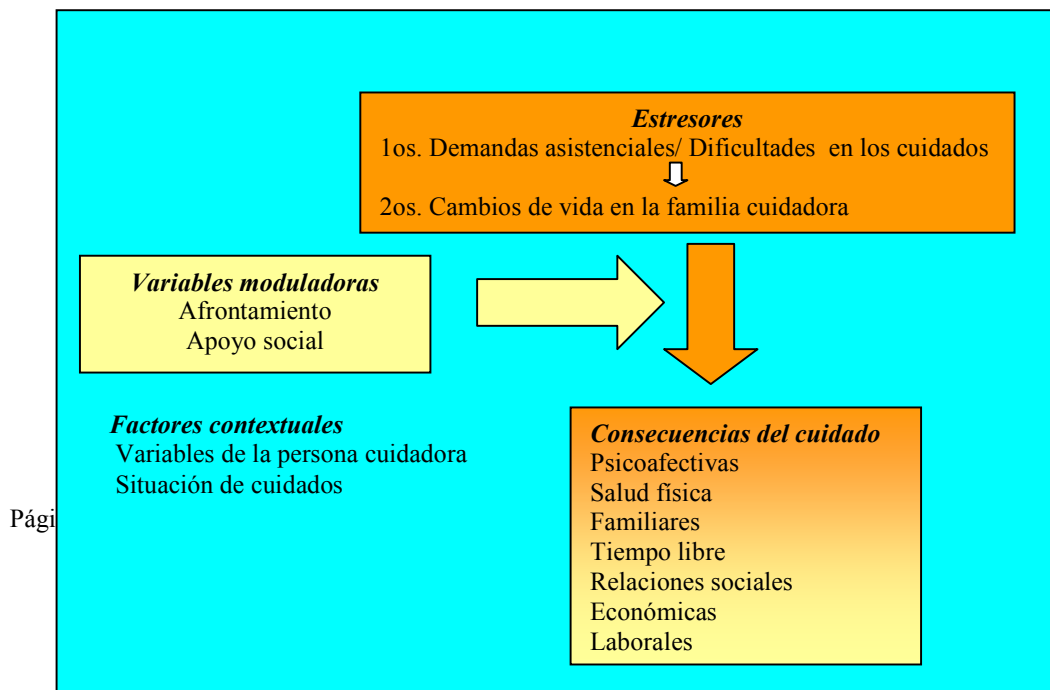 Estresores
1os. Demandas asistenciales/ Dificultades en los cuidados
2os. Cambios de vida en la familia cuidadora
Variables moduladoras
Afrontamiento
Apoyo social
Factores contextuales
Variables de la persona cuidadora
Situación de cuidados
Consecuencias del cuidado
Psicoafectivas
Salud física
Familiares
Tiempo libre
Relaciones sociales
Económicas
Laborales
Pági